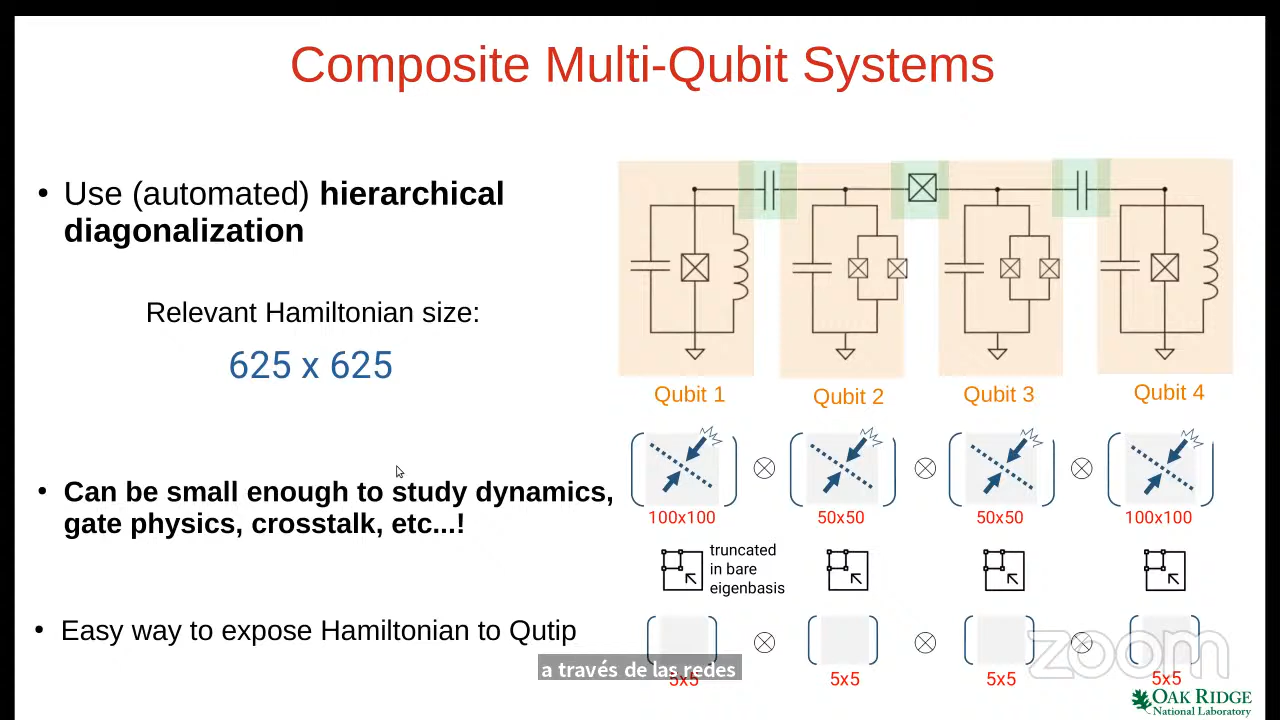 Composite Multi-Qubit Systems
• Use (automated) hierarchical
diagonalization
Relevant Hamiltonian size:
625 x 625
• Can be small enough to study dynamics,
gate physics, crosstalk, etc...!
• Easy way to expose Hamiltonian to Qutip
Qubit 1
Qubit 2
Qubit 3
Qubit 4
100x100
50x50
50x50
100x100
truncated
in bare
eigenbasis
5x5
5x5
5x5
5x5
a través de las redes
zoom
OAK RIDGE
National Laboratory